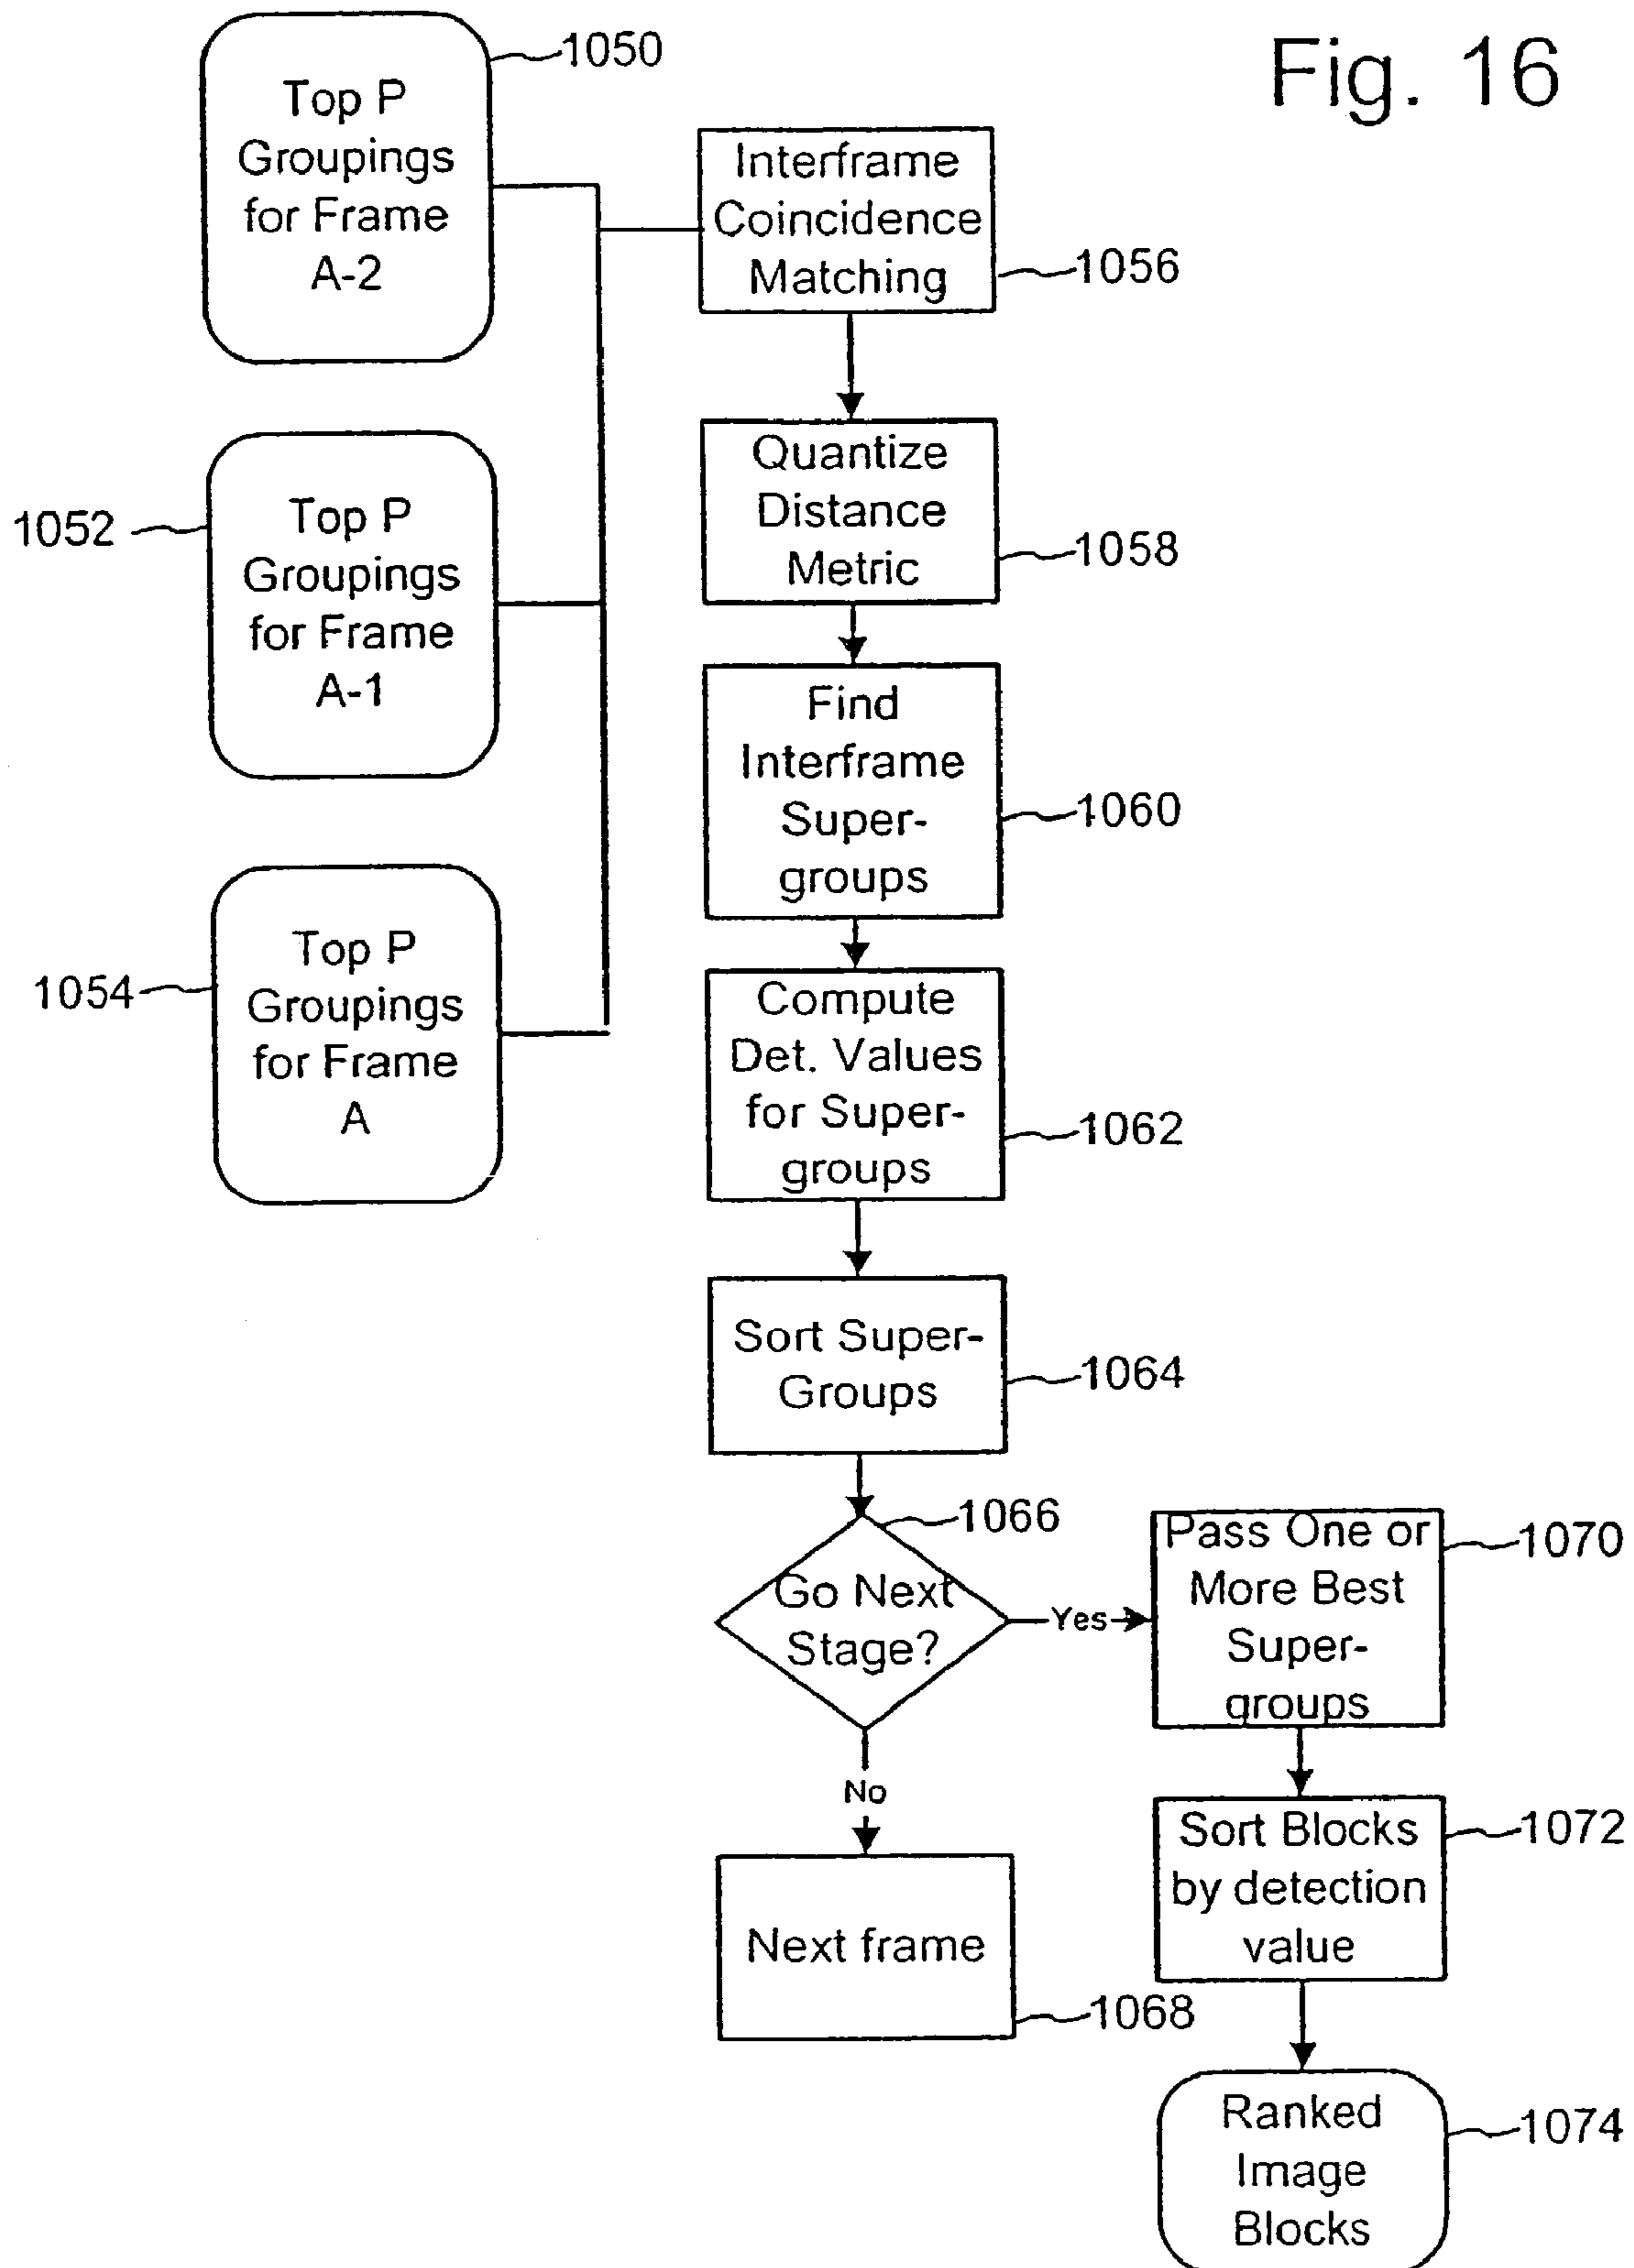 Fig. 16
1050
Top P
Groupings
for Frame
A-2
1052
Top P
Groupings
for Frame
A-1
1054
Top P
Groupings
for Frame
A
Interframe
Coincidence
Matching
1056
Quantize
Distance
Metric
1058
Find
Interframe
Super-
groups
1060
Compute
Det. Values
for Super-
groups
1062
Sort Super-
Groups
1064
1066
Go Next
Stage?
Yes
No
Next frame
1068
Pass One or
More Best
Super-
groups
1070
Sort Blocks
by detection
value
1072
Ranked
Image
Blocks
1074